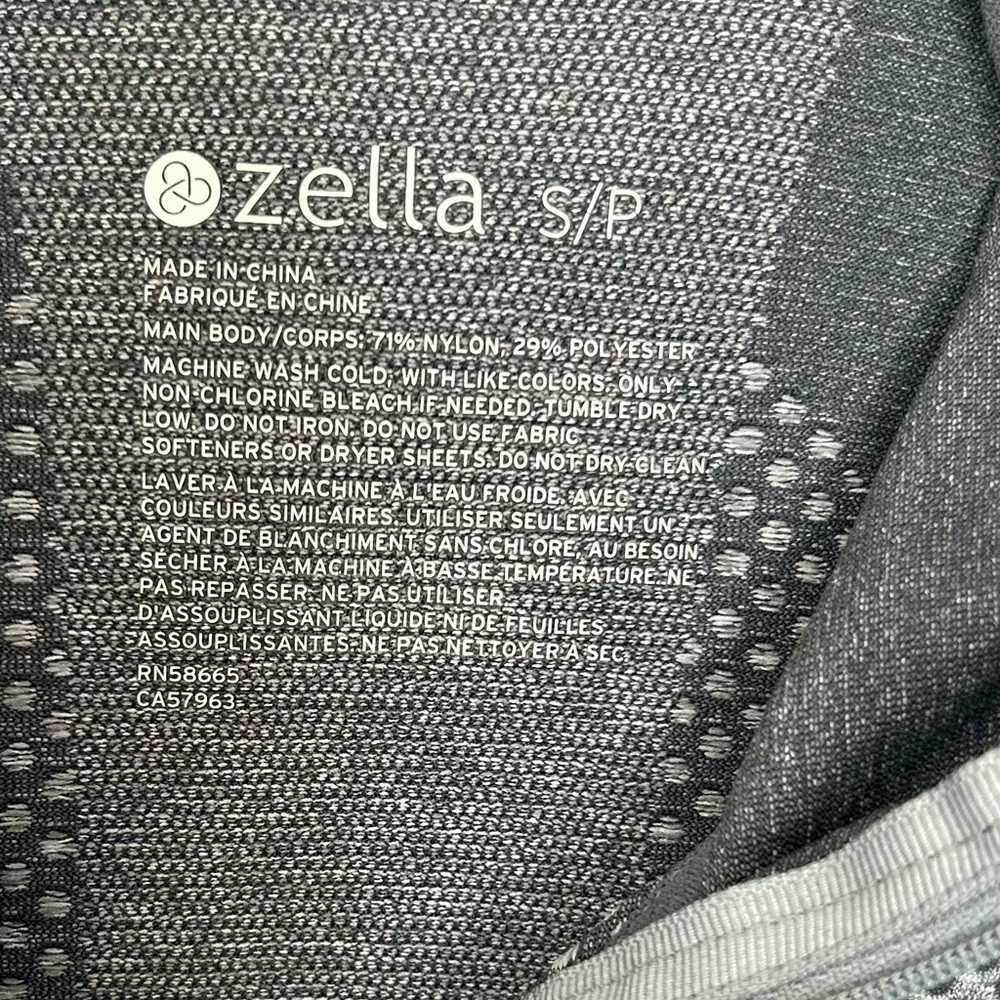 zella S/P
MADE IN CHINA
FABRIQUÉ EN CHINE
MAIN BODY/CORPS: 71% NYLON, 29% POLYESTER
MACHINE WASH COLD, WITH LIKE COLORS. ONLY
NON-CHLORINE BLEACH IF NEEDED. TUMBLE DRY
LOW. DO NOT IRON. DO NOT USE FABRIC
SOFTENERS OR DRYER SHEETS. DO NOT DRY CLEAN.
LAVER À LA MACHINE À L'EAU FROIDE, AVEC
COULEURS SIMILAIRES. UTILISER SEULEMENT UN
AGENT DE BLANCHIMENT SANS CHLORE, AU BESOIN.
SÉCHER À LA MACHINE À BASSE TEMPÉRATURE. NE
PAS REPASSER. NE PAS UTILISER
D'ASSOUPLISSANT LIQUIDE NI DE FEUILLES
ASSOUPLISSANTES. NE PAS NETTOYER À SEC.
RN58665
CA57963